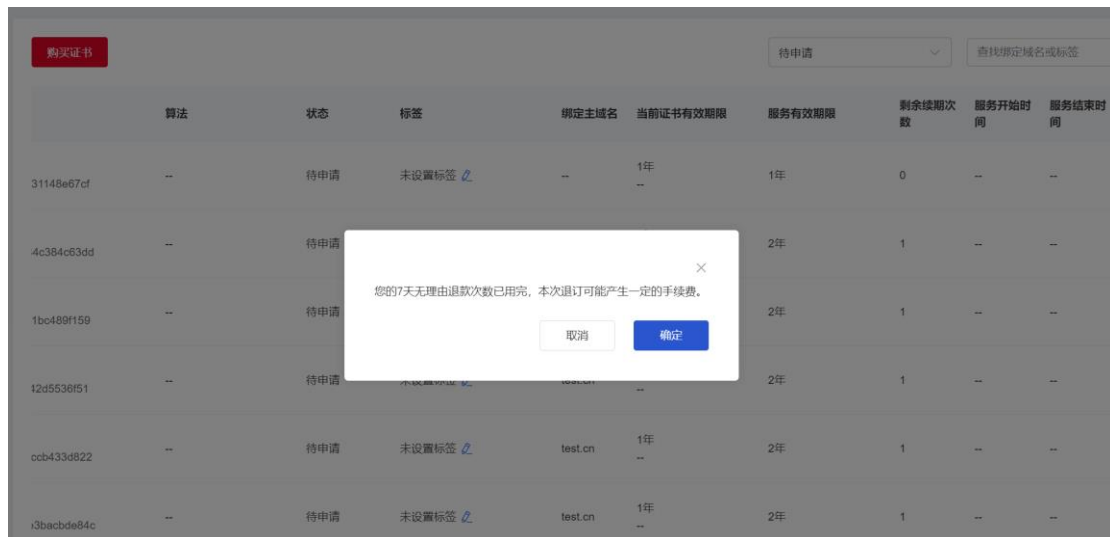 购买证书
待申请
查找绑定域名或标签
算法
状态
标签
绑定主域名
当前证书有效期限
服务有效期限
剩余续期次
数
服务开始时
间
服务结束时
间
31148e67cf
--
待申请
未设置标签
--
1年
--
1年
0
--
--
4c384c63dd
--
待申请
2年
1
--
--
您的7天无理由退款次数已用完，本次退订可能产生一定的手续费。
取消
确定
1bc489f159
--
待申请
2年
1
--
--
42d5536f51
--
待申请
未设置标签
test.cn
--
2年
1
--
--
ccb433d822
--
待申请
未设置标签
test.cn
1年
--
2年
1
--
--
3bacbde84c
--
待申请
未设置标签
test.cn
1年
--
2年
1
--
--